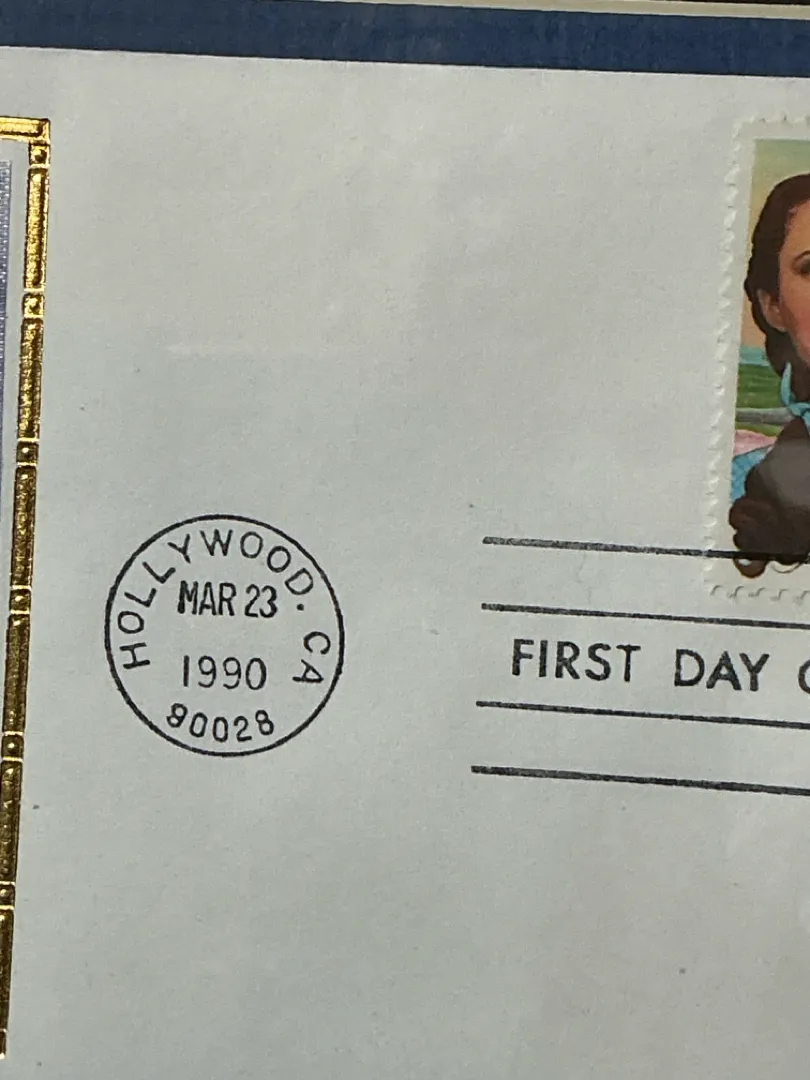 HOLLYWOOD. CA
MAR 23
1990
90028
FIRST DAY